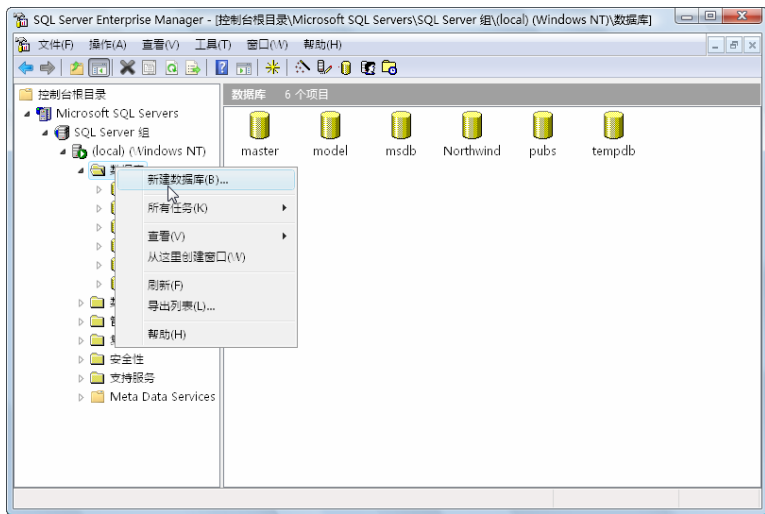 SQL Server Enterprise Manager - [控制台根目录\Microsoft SQL Servers\SQL Server 组\(local) (Windows NT)\数据库]
文件(F) 操作(A) 查看(V) 工具(T) 窗口(W) 帮助(H)
控制台根目录
Microsoft SQL Servers
SQL Server 组
(local) (Windows NT)
安全性
支持服务
Meta Data Services
数据库 6 个项目
master model msdb Northwind pubs tempdb
新建数据库(B)...
所有任务(K)
查看(V)
从这里创建窗口(W)
刷新(F)
导出列表(L)...
帮助(H)